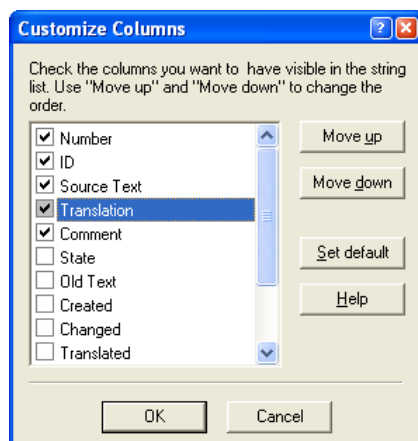 Customize Columns
Check the columns you want to have visible in the string
list. Use "Move up" and "Move down" to change the
order.
Number
ID
Source Text
Translation
Comment
State
Old Text
Created
Changed
Translated
Move up
Move down
Set default
Help
OK
Cancel